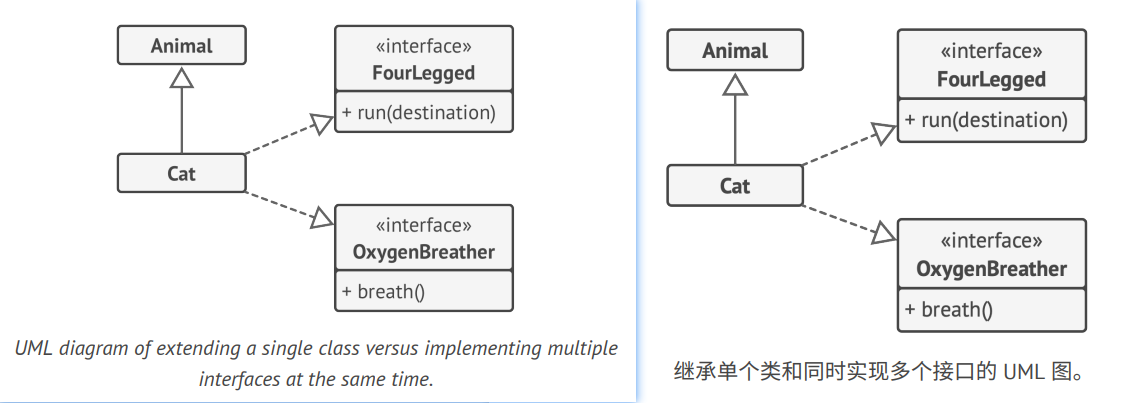 Animal
«interface»
FourLegged
+ run(destination)
Cat
«interface»
OxygenBreather
+ breath()
UML diagram of extending a single class versus implementing multiple
interfaces at the same time.
Animal
«interface»
FourLegged
+ run(destination)
Cat
«interface»
OxygenBreather
+ breath()
继承单个类和同时实现多个接口的 UML 图。